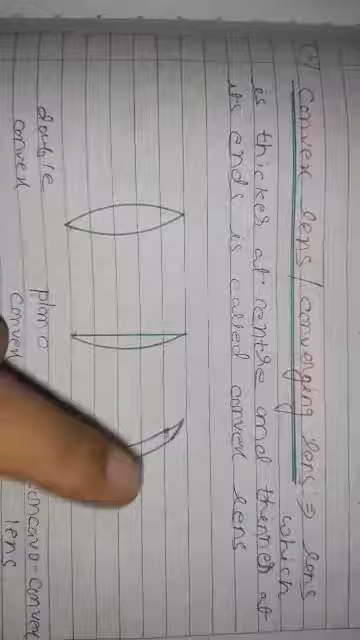 (1) Convex lens / converging lens ⇒ lens
which
is thicker at centre and thinner at
its ends is called convex lens
double plano concavo-convex
convex convex lens